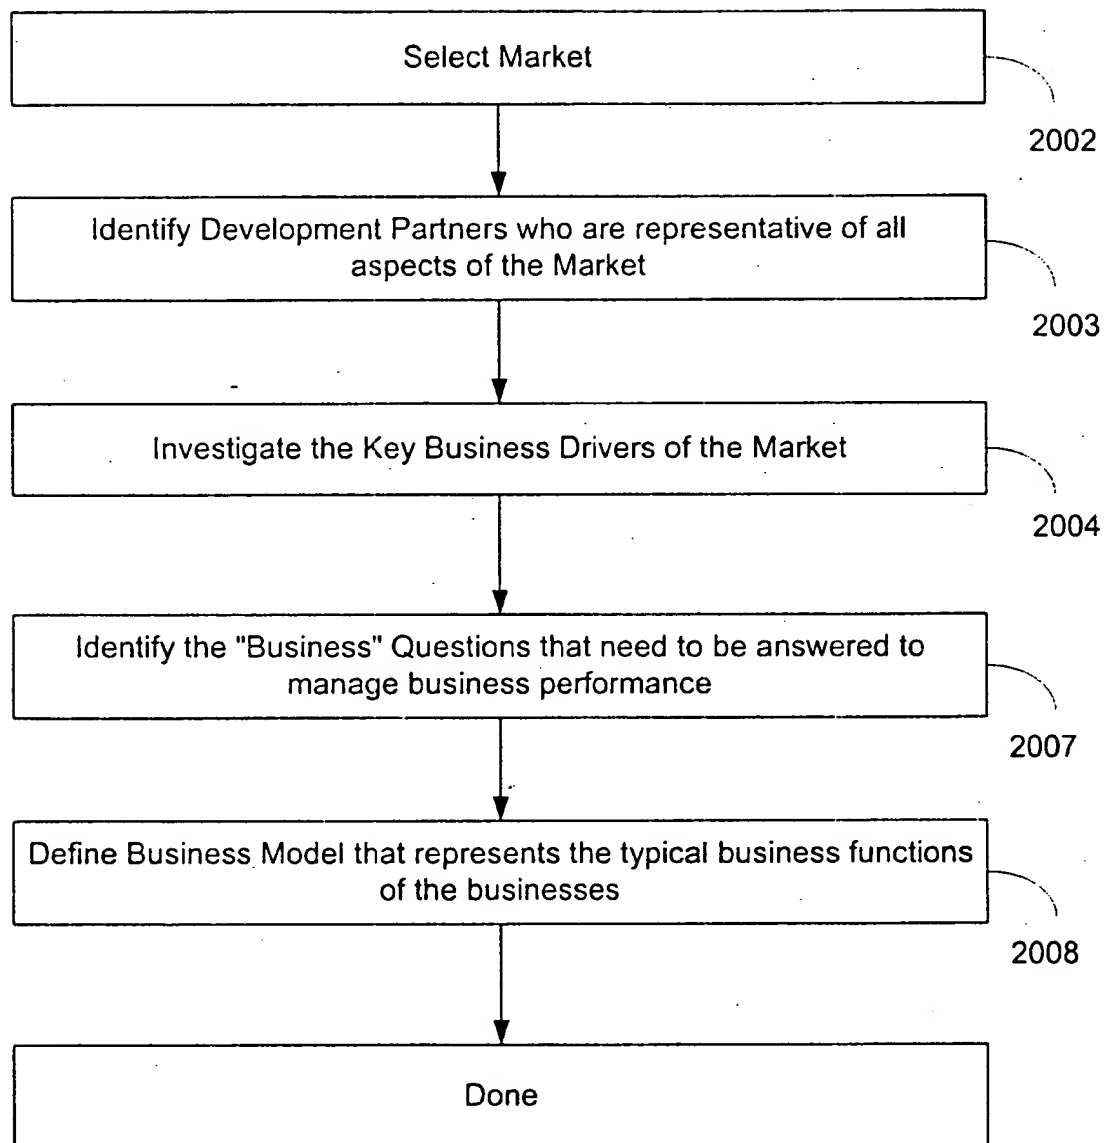 Select Market
2002
Identify Development Partners who are representative of all
aspects of the Market
2003
Investigate the Key Business Drivers of the Market
2004
Identify the "Business" Questions that need to be answered to
manage business performance
2007
Define Business Model that represents the typical business functions
of the businesses
2008
Done